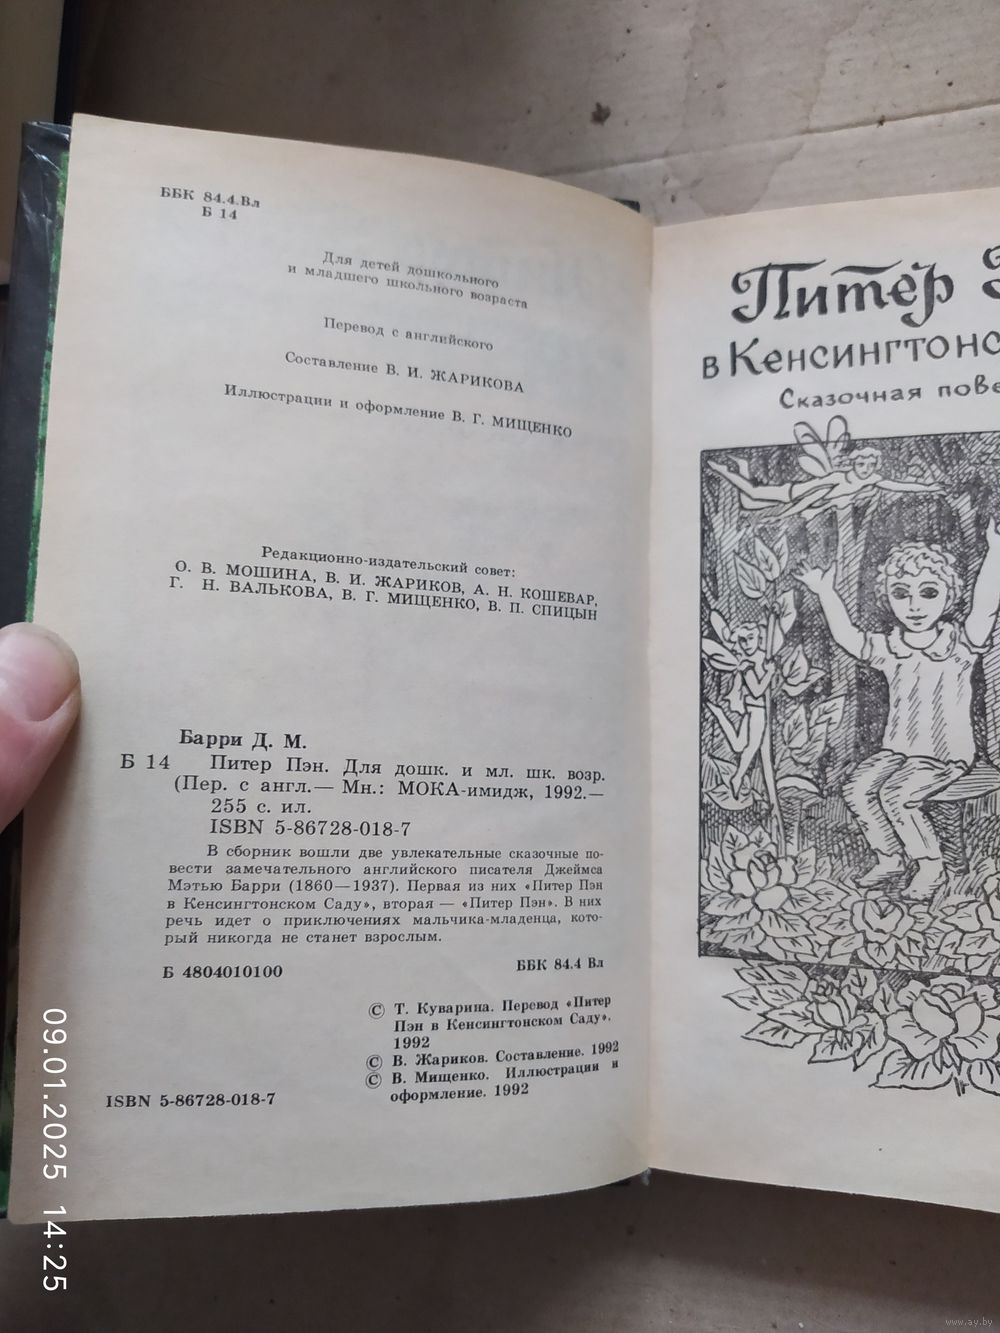 ББК 84.4.Вл
Б 14
Для детей дошкольного
и младшего школьного возраста
Перевод с английского
Составление В. И. ЖАРИКОВА
Иллюстрации и оформление В. Г. МИЩЕНКО
Редакционно-издательский совет:
О. В. МОШИНА, В. И. ЖАРИКОВ, А. Н. КОШЕВАР,
Г. Н. ВАЛЬКОВА, В. Г. МИЩЕНКО, В. П. СПИЦЫН
Барри Д. М.
Б 14 Питер Пэн. Для дошк. и мл. шк. возр.
(Пер. с англ.— Мн.: МОКА-имидж, 1992.—
255 с. ил.
ISBN 5-86728-018-7
В сборник вошли две увлекательные сказочные по-
вести замечательного английского писателя Джеймса
Мэтью Барри (1860—1937). Первая из них «Питер Пэн
в Кенсингтонском Саду», вторая — «Питер Пэн». В них
речь идет о приключениях мальчика-младенца, кото-
рый никогда не станет взрослым.
Б 4804010100
ББК 84.4 Вл
© Т. Куварина. Перевод «Питер
Пэн в Кенсингтонском Саду».
1992
© В. Жариков. Составление. 1992
© В. Мищенко. Иллюстрации и
оформление. 1992
ISBN 5-86728-018-7
Питер
в Кенсингтонс
Сказочная пове
09.01.2025 14:25
www.ay.by